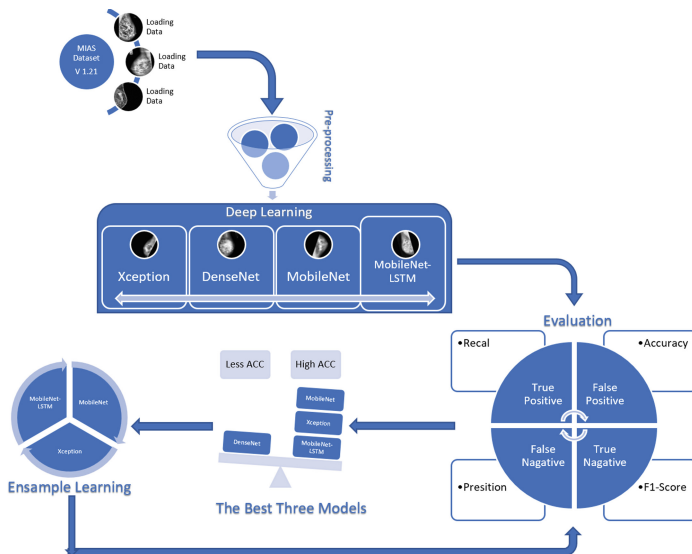 MIAS
Dataset
V 1.21
Loading
Data
Loading
Data
Loading
Data
Pre-processing
Deep Learning
Xception
DenseNet
MobileNet
MobileNet-
LSTM
Evaluation
•Recal
•Accuracy
True
Positive
False
Positive
False
Nagative
True
Nagative
•Presition
•F1-Score
Less ACC
High ACC
MobileNet
Xception
MobileNet-
LSTM
DenseNet
The Best Three Models
MobileNet-
LSTM
MobileNet
Xception
Ensample Learning